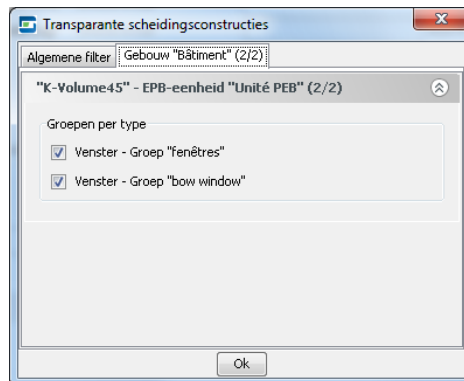 Transparante scheidingsconstructies
Algemene filter
Gebouw "Bâtiment" (2/2)
"K-Volume45" - EPB-eenheid "Unité PEB" (2/2)
Groepen per type
Venster - Groep "fenêtres"
Venster - Groep "bow window"
Ok